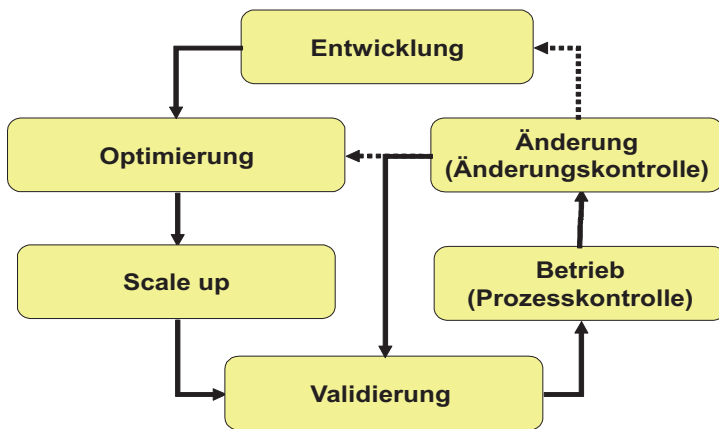 Entwicklung
Optimierung
Änderung
(Änderungskontrolle)
Scale up
Betrieb
(Prozesskontrolle)
Validierung